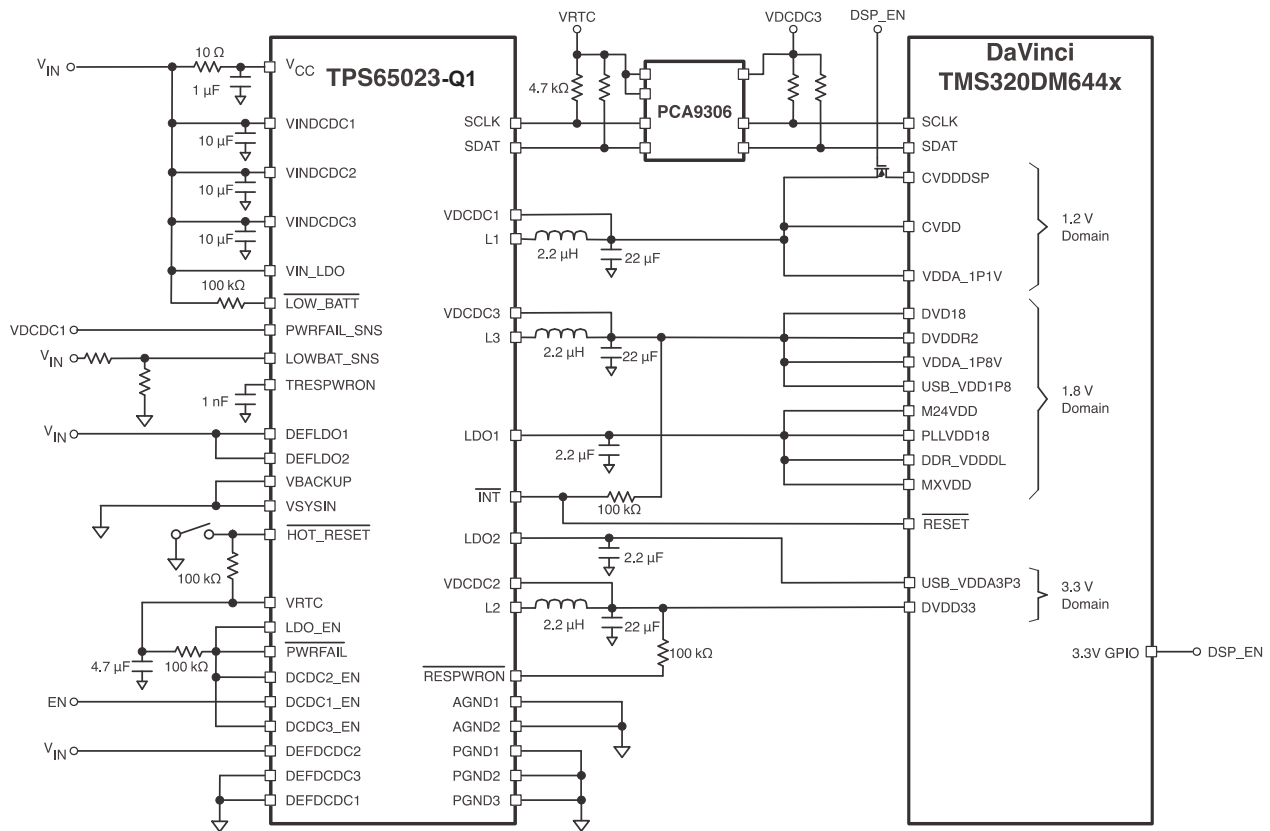 VRTC
VDCDC3
DSP_EN
V_IN
10 Ω
1 µF
V_CC
TPS65023-Q1
4.7 kΩ
PCA9306
DaVinci
TMS320DM644x
VINDCDC1
10 µF
VINDCDC2
10 µF
VINDCDC3
10 µF
VIN_LDO
100 kΩ
LOW_BATT
VDCDC1
PWRFAIL_SNS
V_IN
LOWBAT_SNS
TRESPWRON
1 nF
V_IN
DEFLDO1
DEFLDO2
VBACKUP
VSYSIN
HOT_RESET
100 kΩ
VRTC
LDO_EN
PWRFAIL
4.7 µF
100 kΩ
DCDC2_EN
EN
DCDC1_EN
DCDC3_EN
V_IN
DEFDCDC2
DEFDCDC3
DEFDCDC1
SCLK
SDAT
VDCDC1
L1
2.2 µH
22 µF
VDCDC3
L3
2.2 µH
22 µF
LDO1
2.2 µF
INT
100 kΩ
LDO2
2.2 µF
VDCDC2
L2
2.2 µH
22 µF
100 kΩ
RESPWRON
AGND1
AGND2
PGND1
PGND2
PGND3
SCLK
SDAT
CVDDDSP
CVDD
VDDA_1P1V
1.2 V
Domain
DVD18
DVDDR2
VDDA_1P8V
USB_VDD1P8
M24VDD
PLLVDD18
DDR_VDDDL
MXVDD
1.8 V
Domain
RESET
USB_VDDA3P3
DVDD33
3.3 V
Domain
3.3V GPIO
DSP_EN